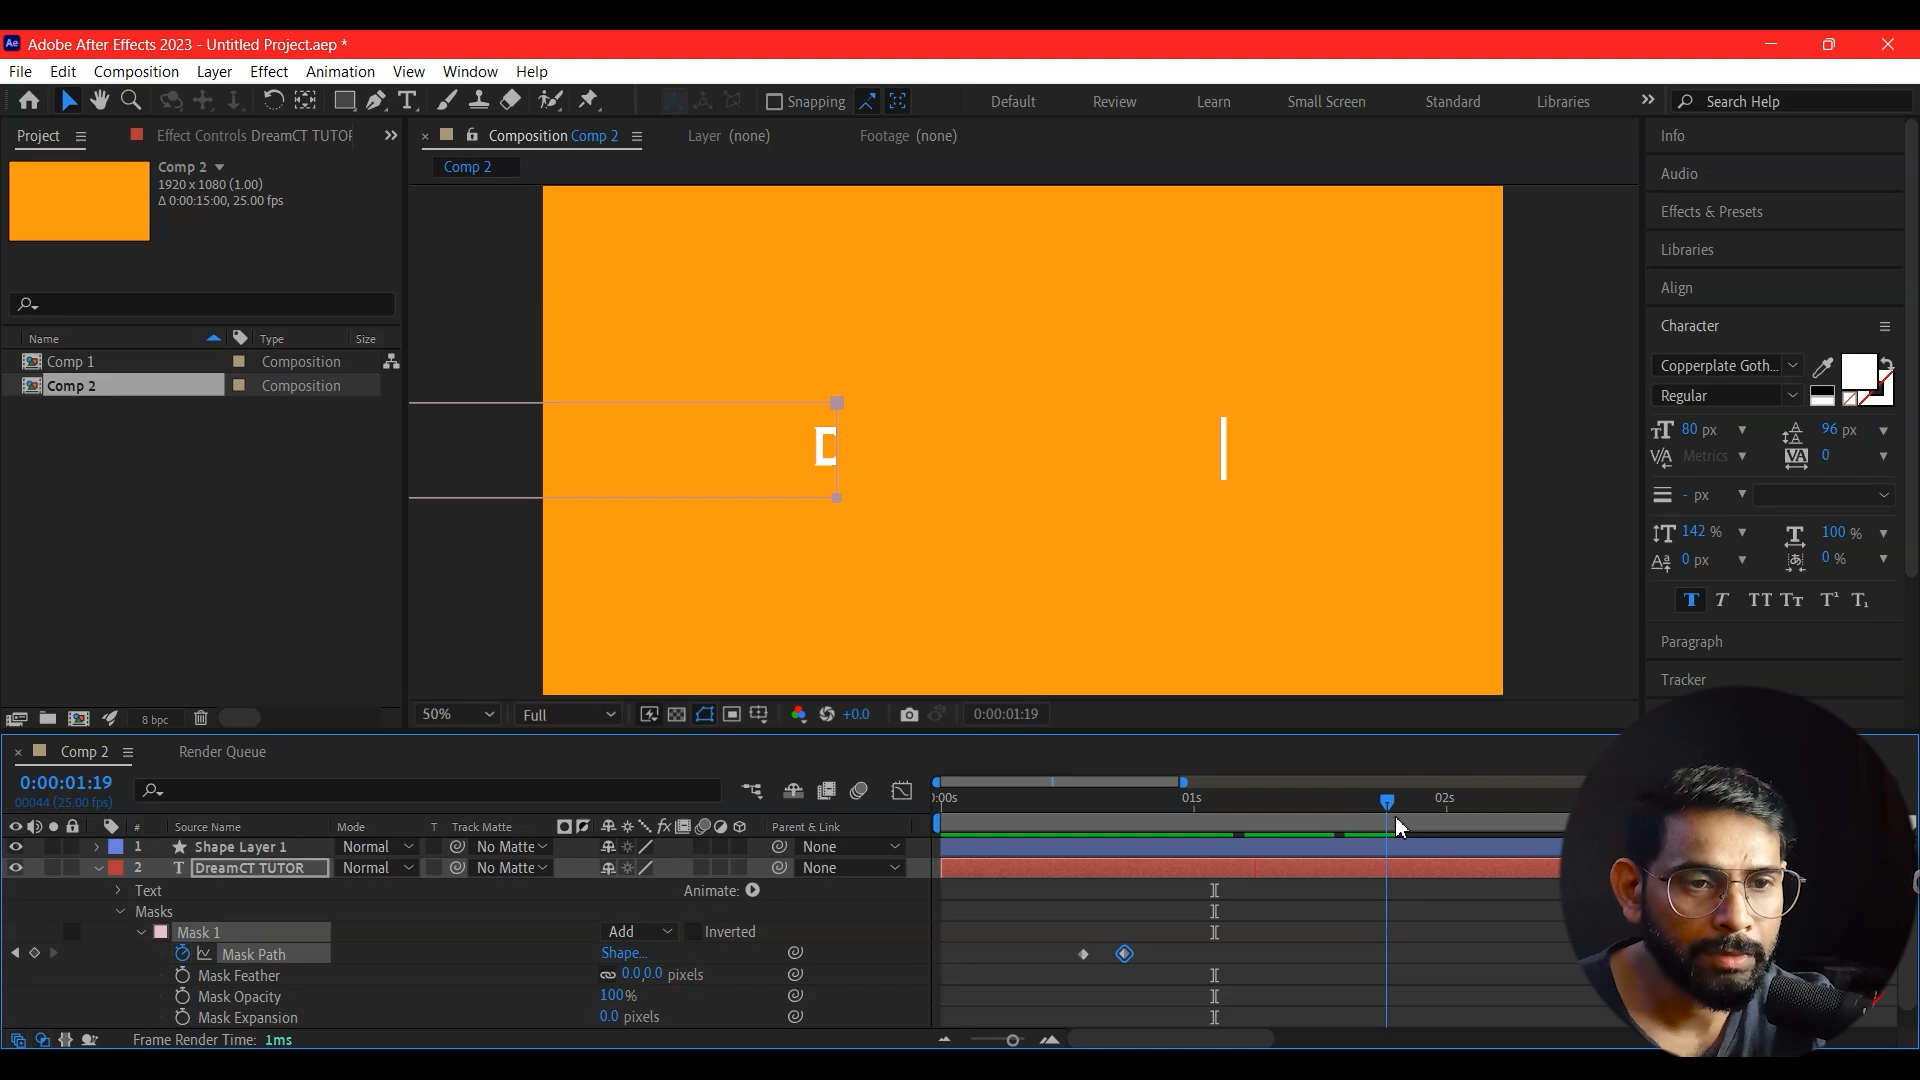 Ae Adobe After Effects 2023 - Untitled Project.aep *
File Edit Composition Layer Effect Animation View Window Help
Snapping Default Review Learn Small Screen Standard Libraries Search Help
Project Effect Controls DreamCT TUTOR
Composition Comp 2 Layer (none) Footage (none)
Info
Comp 2
1920 x 1080 (1.00)
Δ 0:00:15:00, 25.00 fps
Comp 2
Audio
Effects & Presets
Libraries
Align
Character
Name Type Size
Comp 1 Composition
Comp 2 Composition
Copperplate Goth...
Regular
80 px 96 px
Metrics 0
- px
142 % 100 %
0 px 0 %
T T TT Tt T¹ T₁
Paragraph
Tracker
D
8 bpc
50% Full +0.0 0:00:01:19
Comp 2 Render Queue
0:00:01:19
00044 (25.00 fps)
0:00s 01s 02s
# Source Name Mode T Track Matte Parent & Link
1 Shape Layer 1 Normal No Matte None
2 T DreamCT TUTOR Normal No Matte None
Text Animate:
Masks
Mask 1 Add Inverted
Mask Path Shape...
Mask Feather 0.0,0.0 pixels
Mask Opacity 100%
Mask Expansion 0.0 pixels
Frame Render Time: 1ms